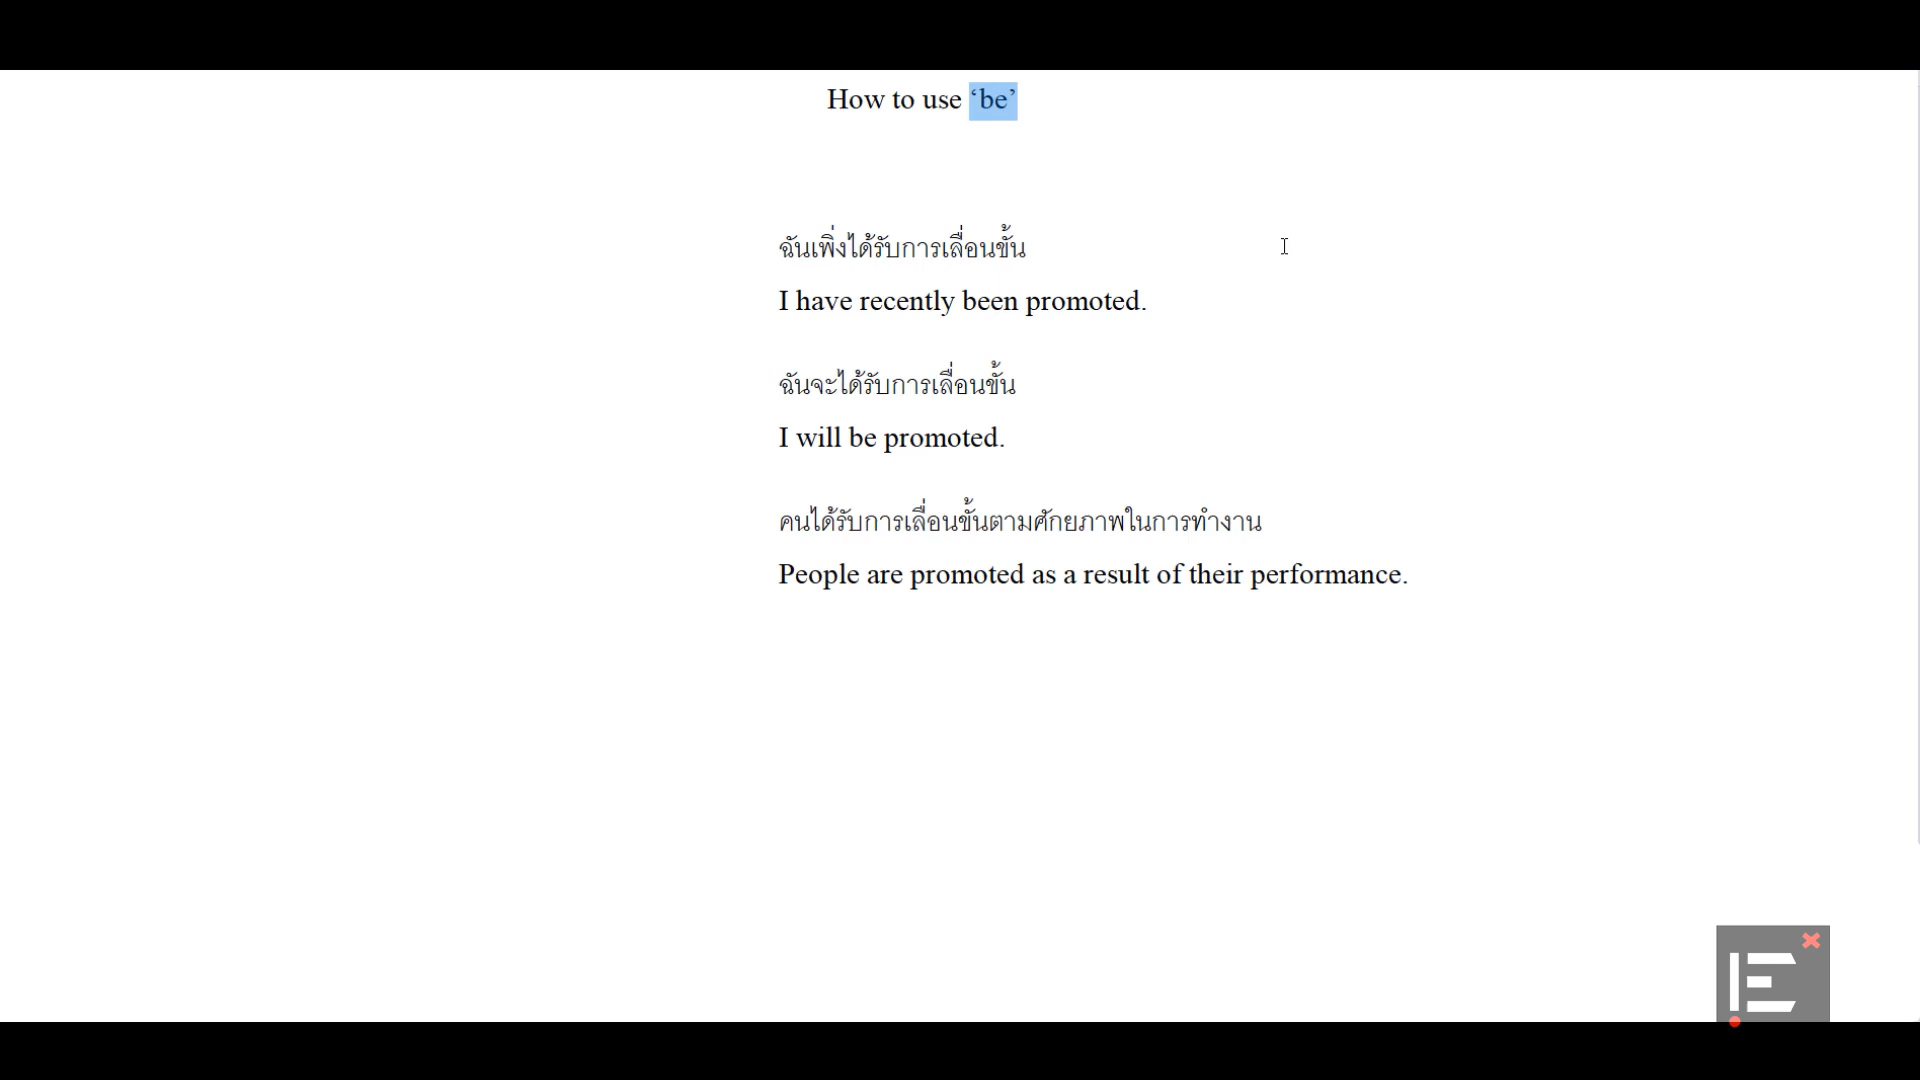 How to use ‘be’
ฉันเพิ่งได้รับการเลื่อนขั้น
I have recently been promoted.
ฉันจะได้รับการเลื่อนขั้น
I will be promoted.
คนได้รับการเลื่อนขั้นตามศักยภาพในการทำงาน
People are promoted as a result of their performance.